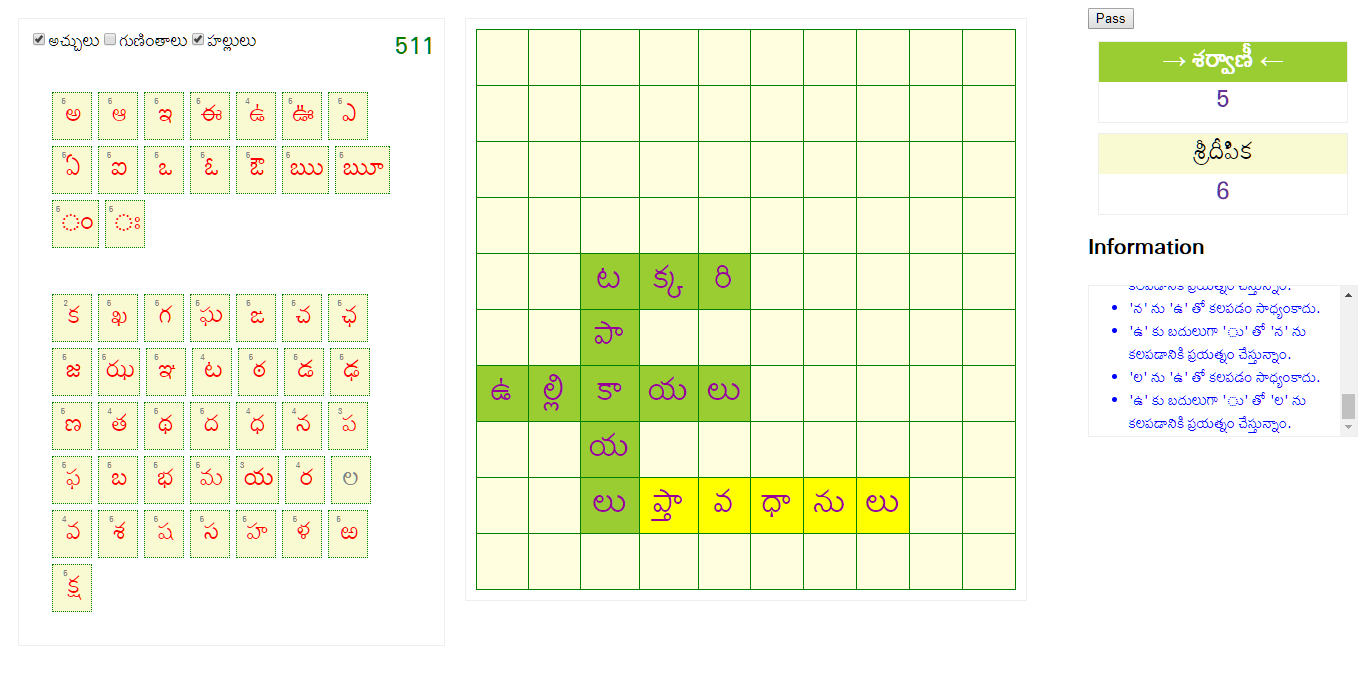 అచ్చులు గుణింతాలు హల్లులు
511
6 అ 6 ఆ 6 ఇ 6 ఈ 4 ఉ 6 ఊ 6 ఎ
6 ఏ 6 ఐ 6 ఒ 6 ఓ 6 ఔ 6 ఋ 6 ౠ
6 ం 6 ః
2 క 6 ఖ 6 గ 6 ఘ 6 ఙ 6 చ 6 ఛ
6 జ 6 ఝ 6 ఞ 4 ట 6 ఠ 6 డ 6 ఢ
6 ణ 4 త 6 థ 6 ద 4 ధ 4 న 3 ప
6 ఫ 6 బ 6 భ 6 మ 3 య 4 ర ల
4 వ 6 శ 6 ష 6 స 6 హ 6 ళ 6 ఱ
6 క్ష
ట క్క రి
పా
ఉ ల్లి కా య లు
య
లు ప్తా వ ధా ను లు
Pass
→ శర్వాణీ ←
5
శ్రీదీపిక
6
Information
కలపడానికి ప్రయత్నం చేస్తున్నాం.
'న' ను 'ఉ' తో కలపడం సాధ్యంకాదు.
'ఉ' కు బదులుగా 'ు' తో 'న' ను
కలపడానికి ప్రయత్నం చేస్తున్నాం.
'ల' ను 'ఉ' తో కలపడం సాధ్యంకాదు.
'ఉ' కు బదులుగా 'ు' తో 'ల' ను
కలపడానికి ప్రయత్నం చేస్తున్నాం.